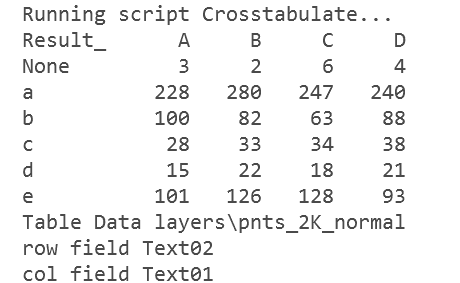 Running script Crosstabulate...
Result_ A B C D
None 3 2 6 4
a 228 280 247 240
b 100 82 63 88
c 28 33 34 38
d 15 22 18 21
e 101 126 128 93
Table Data layers\pnts_2K_normal
row field Text02
col field Text01